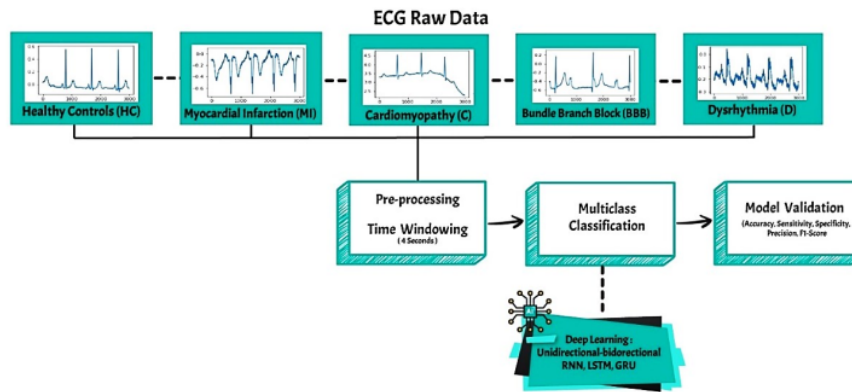 ECG Raw Data
Healthy Controls (HC)
Myocardial Infarction (MI)
Cardiomyopathy (C)
Bundle Branch Block (BBB)
Dysrhythmia (D)
Pre-processing
Time Windowing
(4 Seconds)
Multiclass
Classification
Model Validation
(Accuracy, Sensitivity, Specificity,
Precision, F1-Score
AI
Deep Learning :
Unidirectional-bidorectional
RNN, LSTM, GRU